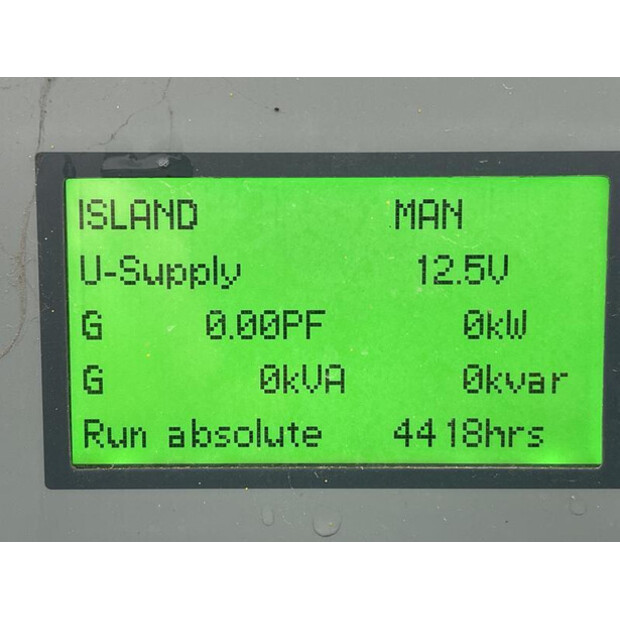 ISLAND MAN
U-Supply 12.5V
G 0.00PF 0kW
G 0kVA 0kvar
Run absolute 4418hrs